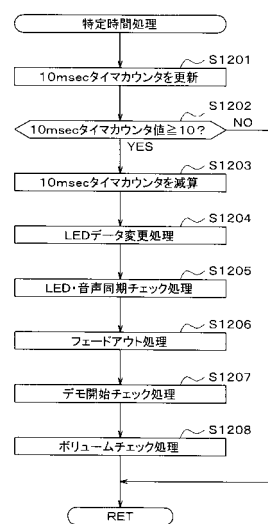 特定時間処理
S1201
10msecタイマカウンタを更新
S1202
10msecタイマカウンタ値≧10?
NO
YES
S1203
10msecタイマカウンタを減算
S1204
LEDデータ変更処理
S1205
LED・音声同期チェック処理
S1206
フェードアウト処理
S1207
デモ開始チェック処理
S1208
ボリュームチェック処理
RET